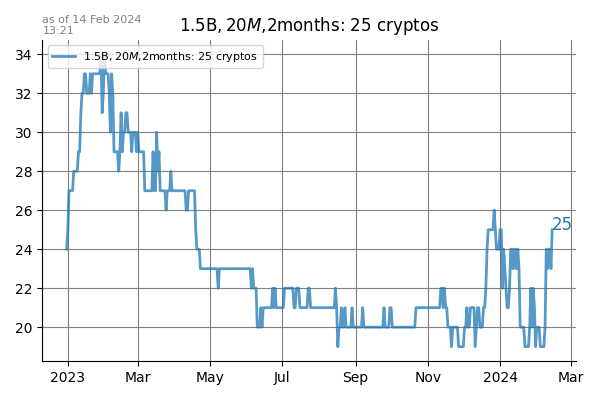 as of 14 Feb 2024
13:21
1.5B, 20M,2months: 25 cryptos
1.5B, 20M,2months: 25 cryptos
34
32
30
28
26
24
22
20
25
2023
Mar
May
Jul
Sep
Nov
2024
Mar